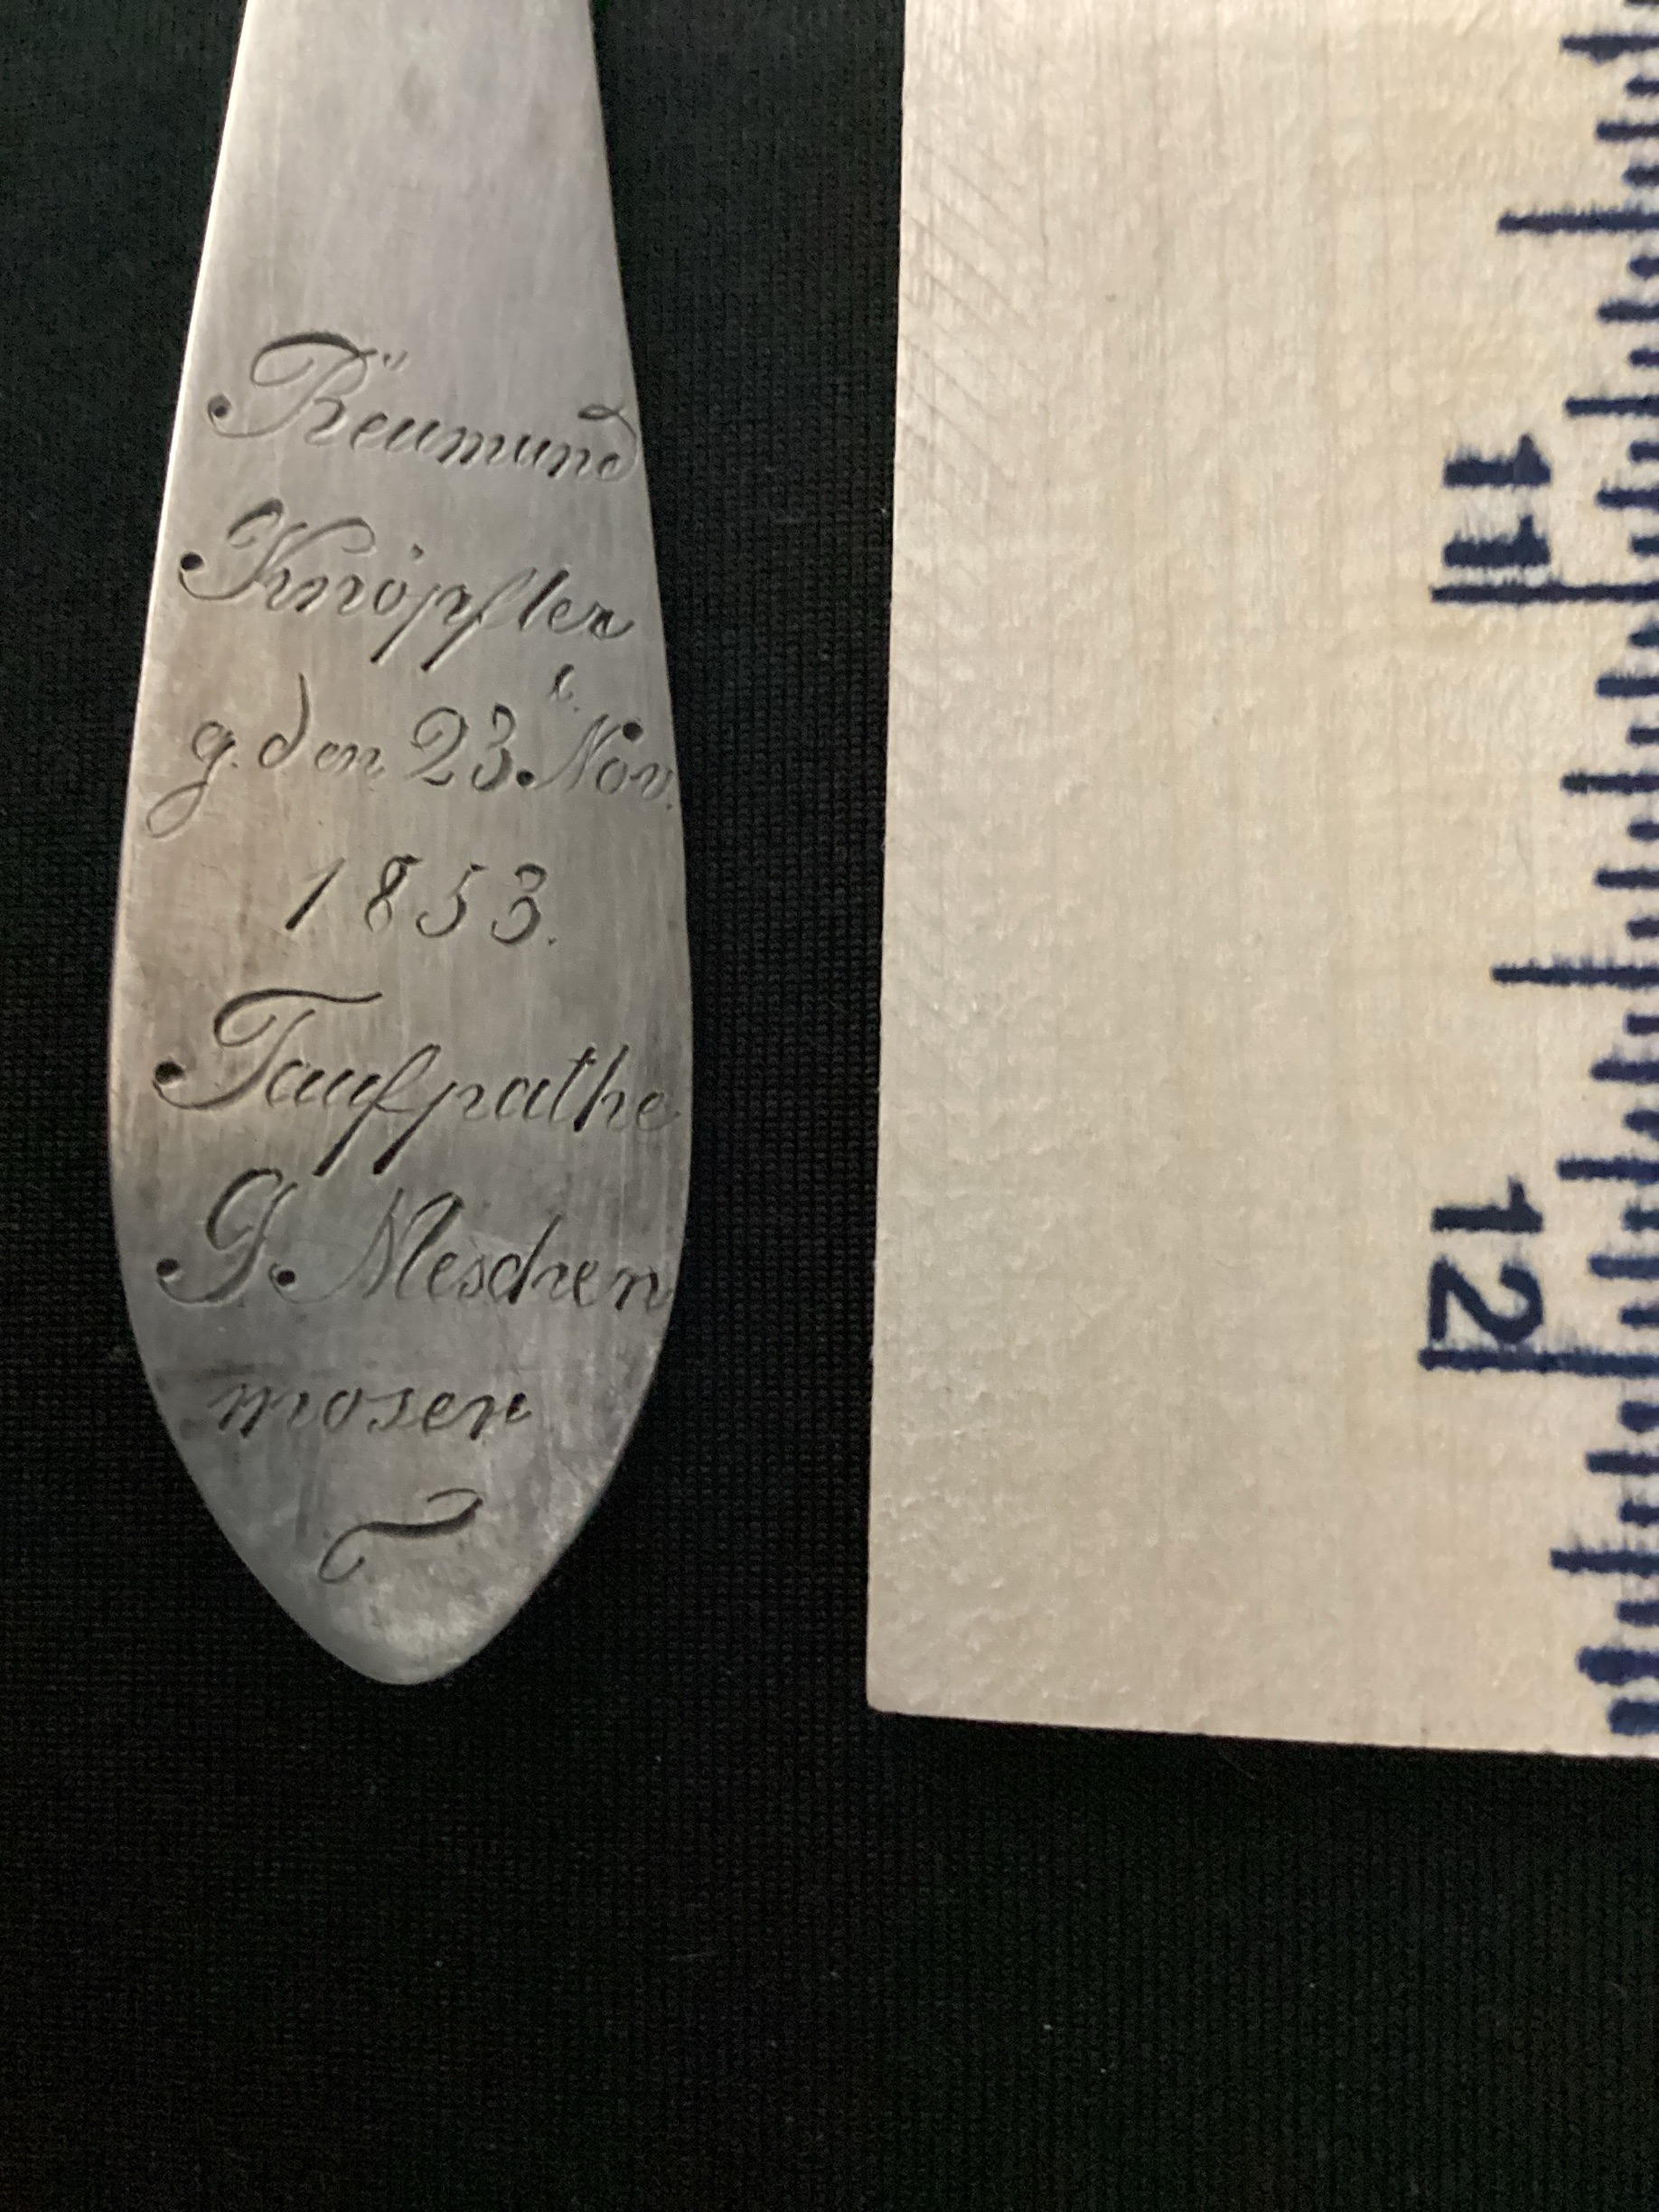 Reumund
Knöpfler
g. den 23. Nov.
1853.
Taufpathe
G. Meschen
moser
11
12